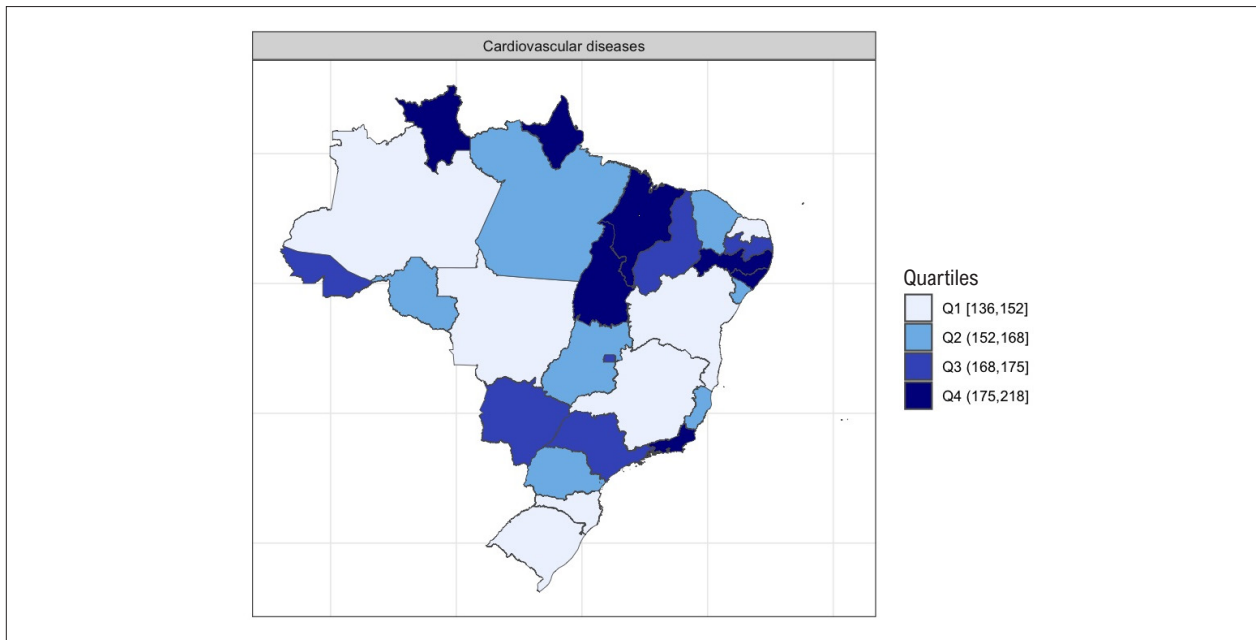 Cardiovascular diseases
Quartiles
Q1 [136,152]
Q2 (152,168]
Q3 (168,175]
Q4 (175,218]